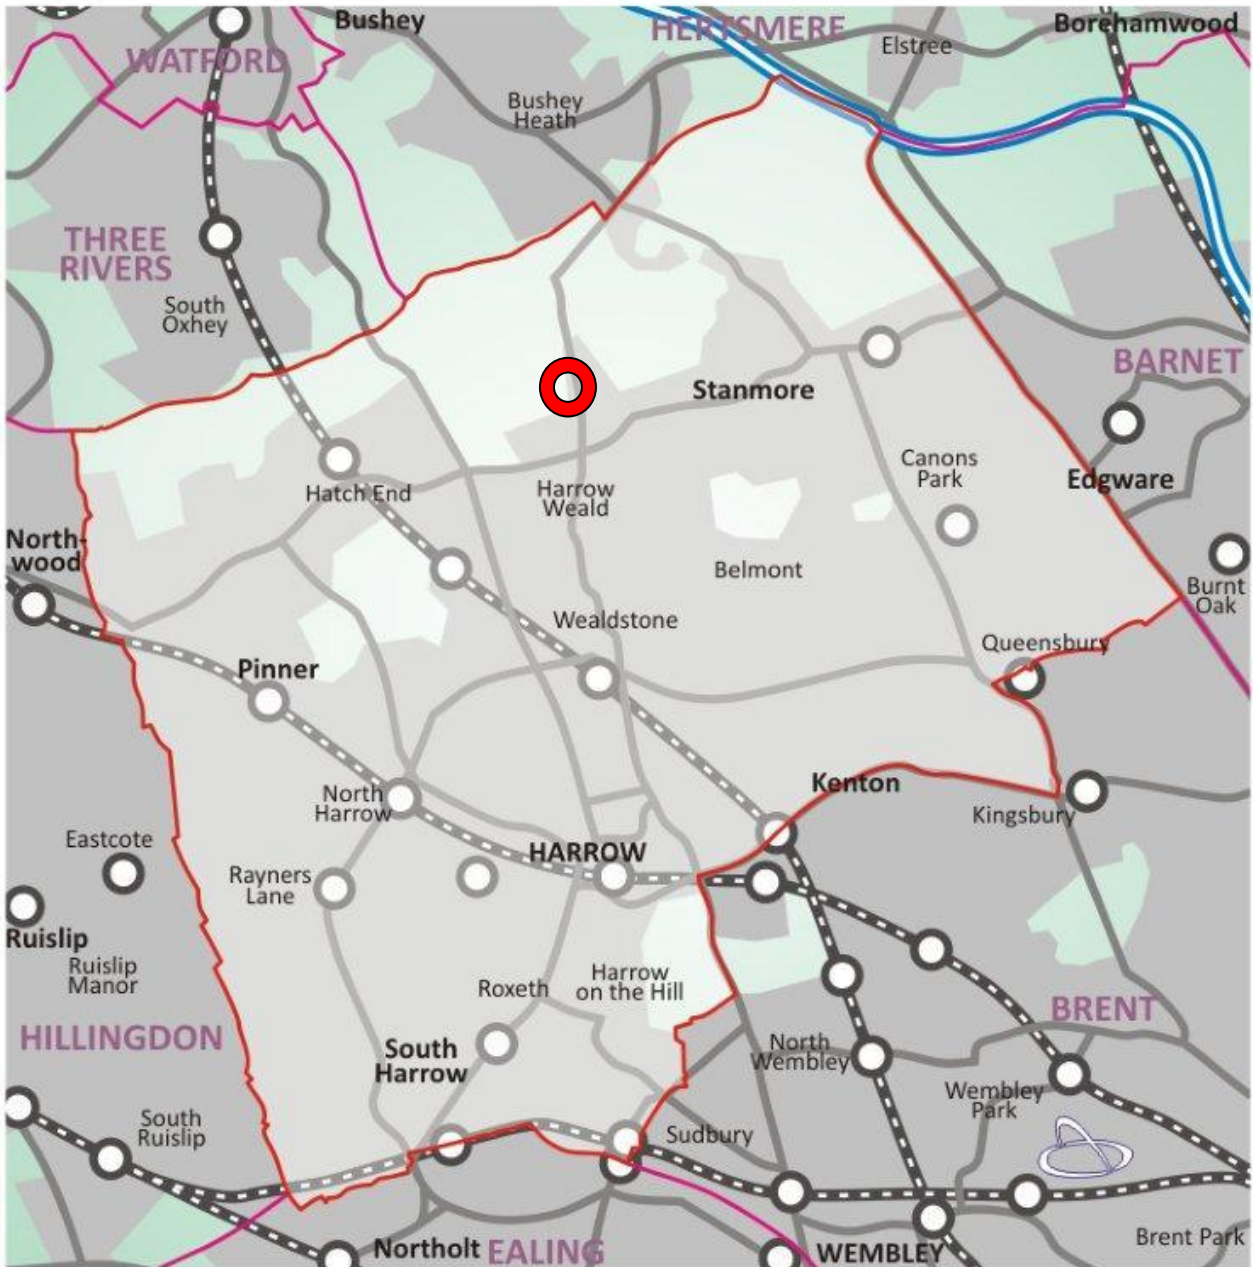 Bushey
HERTSMERE
Borehamwood
Elstree
WATFORD
Bushey
Heath
THREE
RIVERS
South
Oxhey
BARNET
Stanmore
Edgware
Canons
Park
Hatch End
Harrow
Weald
North-
wood
Belmont
Burnt
Oak
Wealdstone
Queensbury
Pinner
Kenton
North
Harrow
Kingsbury
Eastcote
HARROW
Rayners
Lane
Ruislip
Ruislip
Manor
Roxeth
Harrow
on the Hill
BRENT
HILLINGDON
South
Harrow
North
Wembley
Wembley
Park
South
Ruislip
Sudbury
Brent Park
Northolt
EALING
WEMBLEY